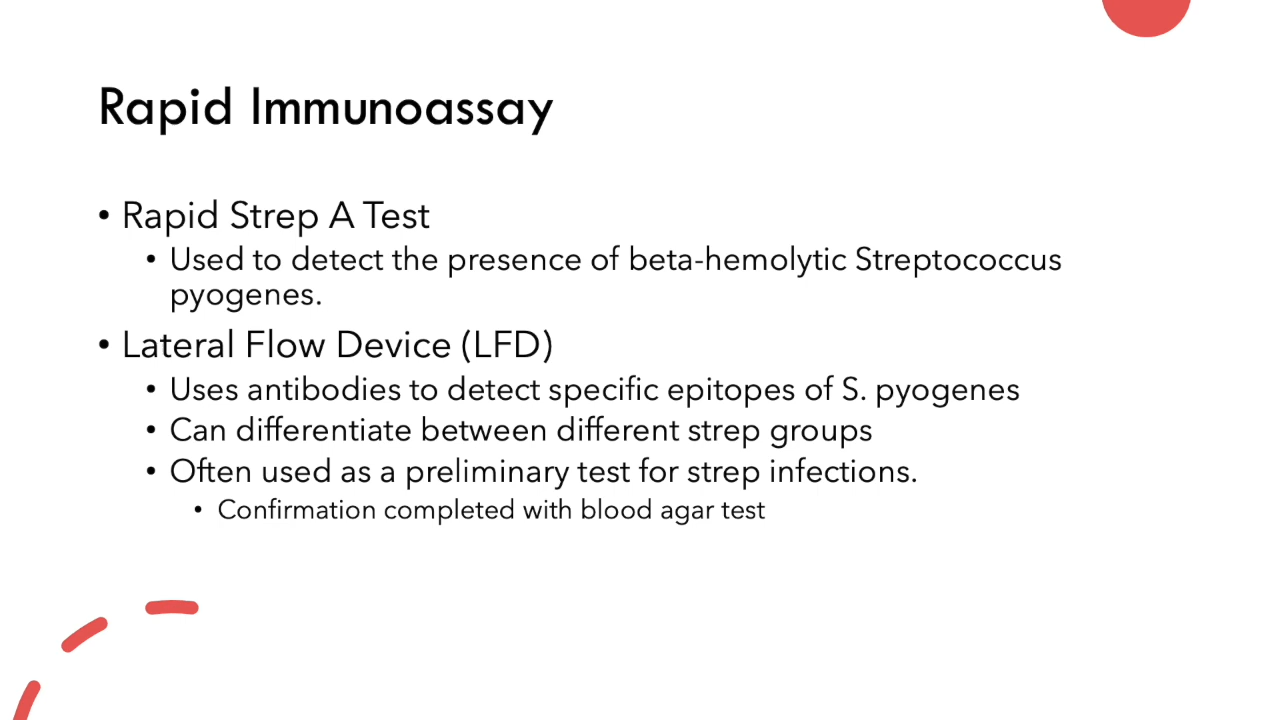 Rapid Immunoassay
• Rapid Strep A Test
• Used to detect the presence of beta-hemolytic Streptococcus
pyogenes.
• Lateral Flow Device (LFD)
• Uses antibodies to detect specific epitopes of S. pyogenes
• Can differentiate between different strep groups
• Often used as a preliminary test for strep infections.
• Confirmation completed with blood agar test